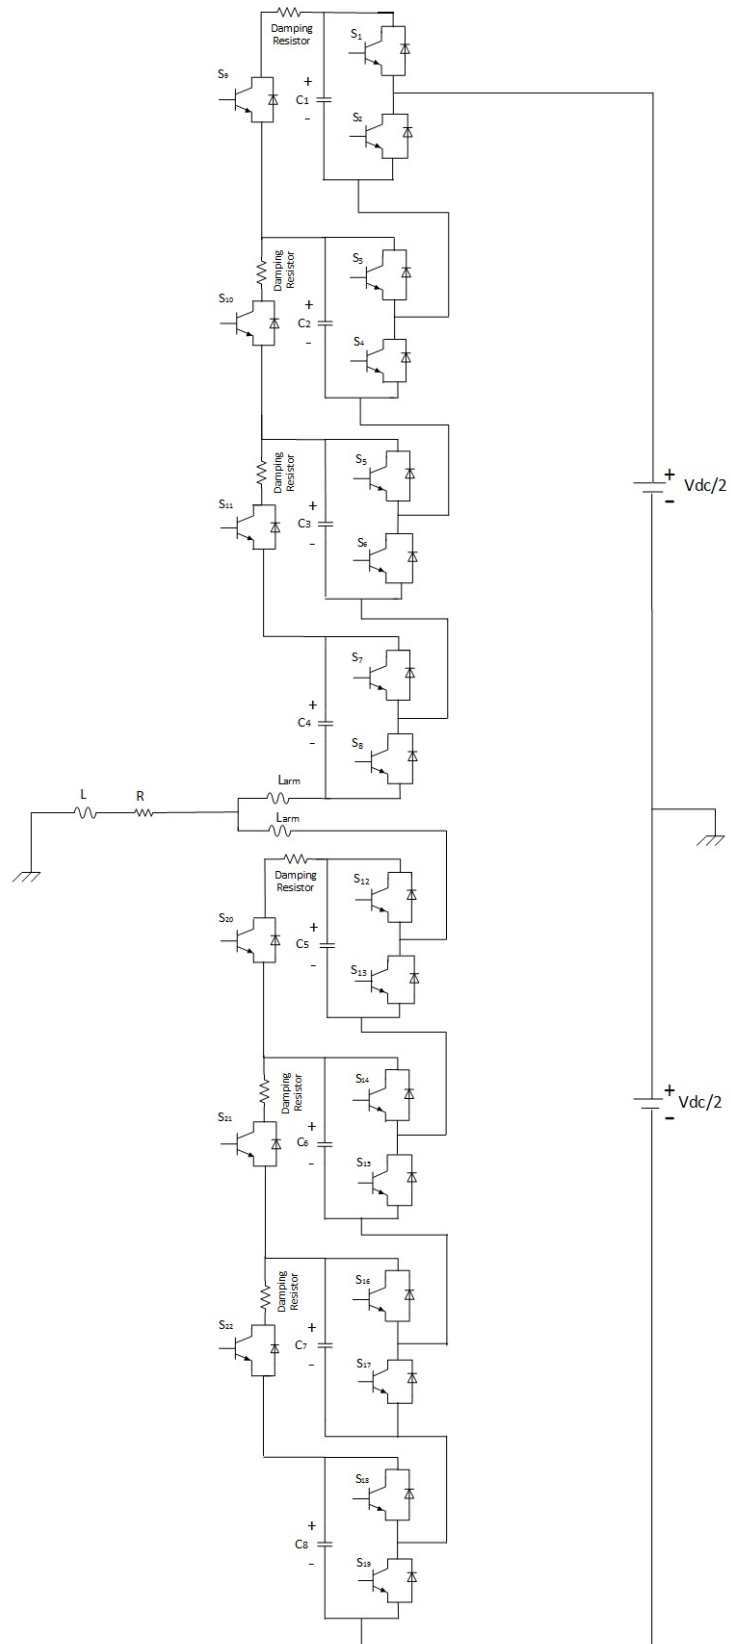 Damping
Resistor
S₁
S₉
+
C1
-
S₂
S₃
Damping
Resistor
S₁₀
+
C2
-
S₄
S₅
Damping
Resistor
S₁₁
+
C3
-
S₆
+
Vdc/2
-
S₇
+
C4
-
S₈
L
R
Larm
Larm
Damping
Resistor
S₁₂
S₂₀
+
C5
-
S₁₃
S₁₄
Damping
Resistor
S₂₁
+
C6
-
S₁₅
+
Vdc/2
-
S₁₆
Damping
Resistor
S₂₂
+
C7
-
S₁₇
S₁₈
+
C8
-
S₁₉